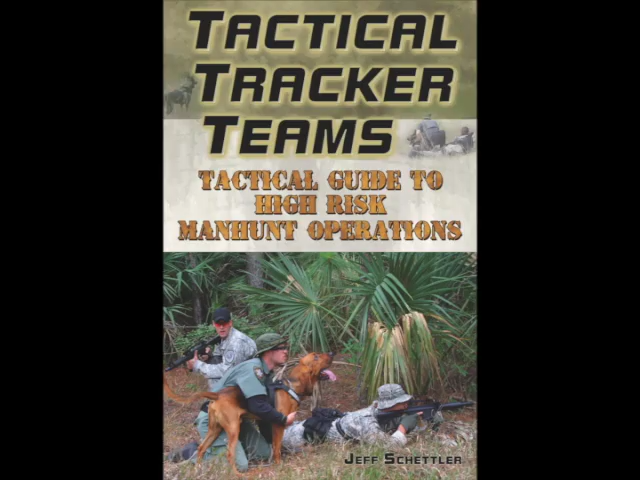 TACTICAL
TRACKER
TEAMS
TACTICAL GUIDE TO
HIGH RISK
MANHUNT OPERATIONS
JEFF SCHETTLER